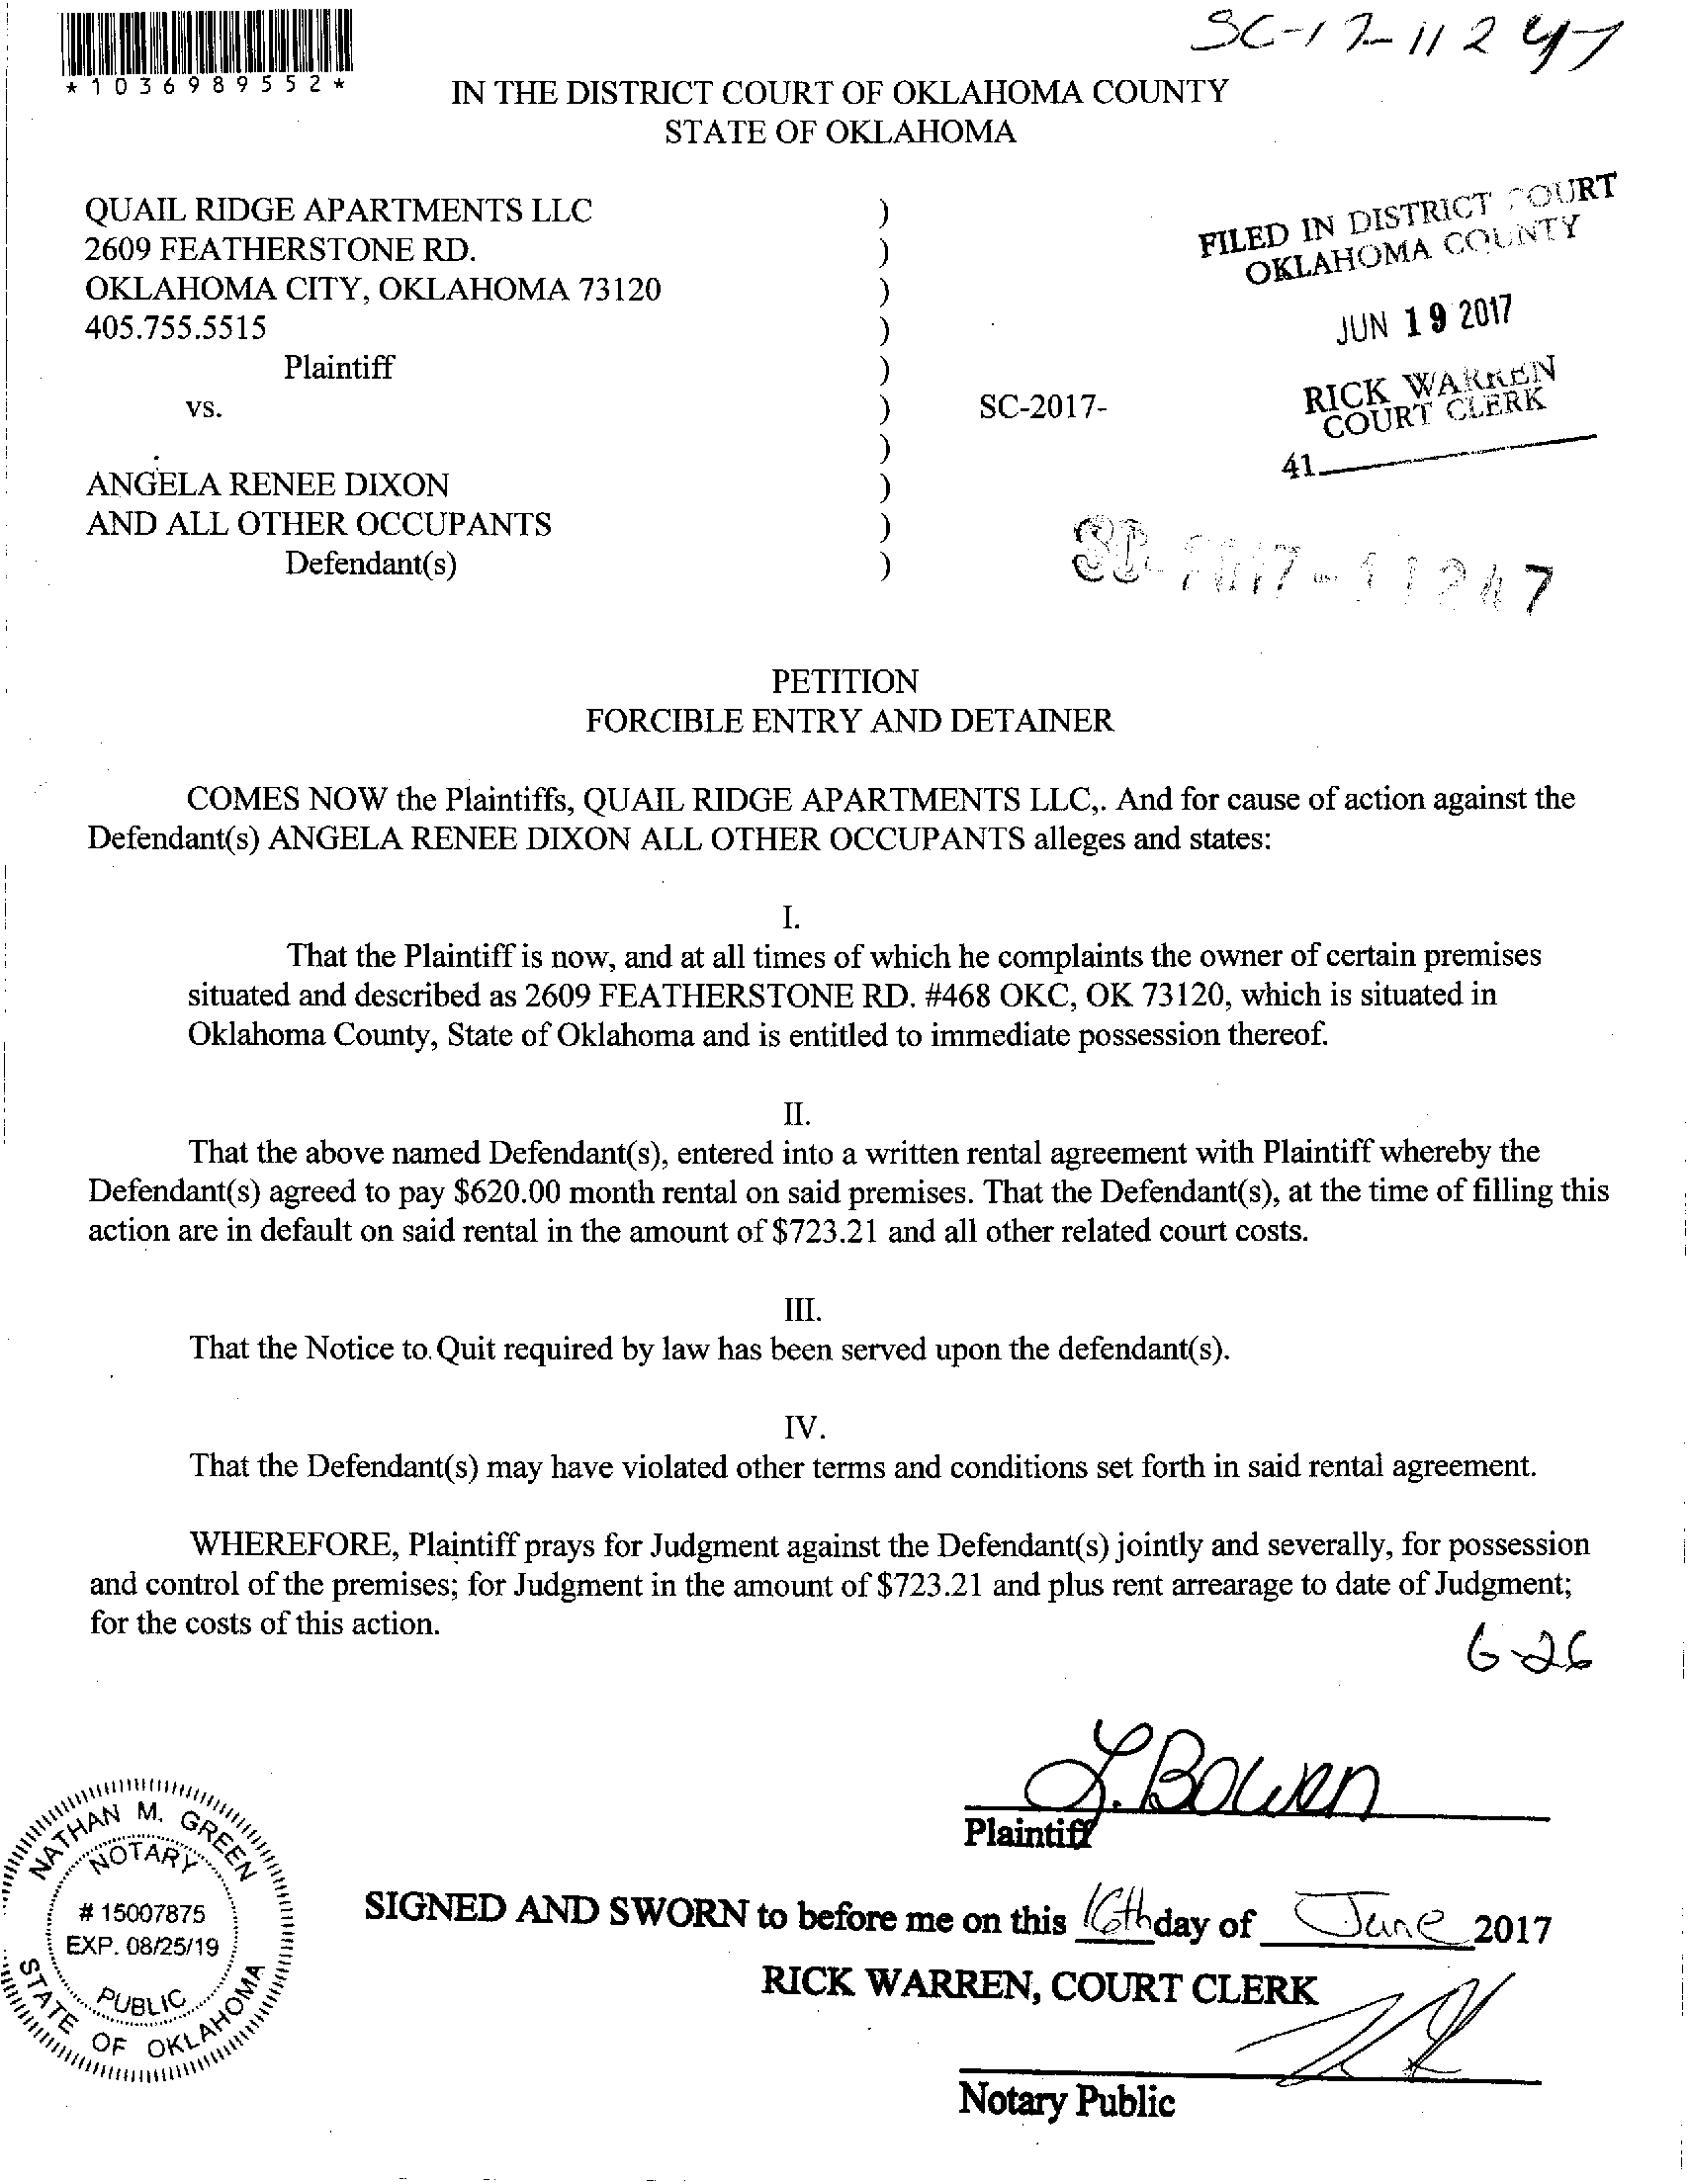 SC-17-11247
*1036989552*
IN THE DISTRICT COURT OF OKLAHOMA COUNTY
STATE OF OKLAHOMA
QUAIL RIDGE APARTMENTS LLC )
2609 FEATHERSTONE RD. )
OKLAHOMA CITY, OKLAHOMA 73120 )
405.755.5515 )
Plaintiff )
vs. ) SC-2017-
)
ANGELA RENEE DIXON )
AND ALL OTHER OCCUPANTS )
Defendant(s) )
FILED IN DISTRICT COURT
OKLAHOMA COUNTY
JUN 19 2017
RICK WARREN
COURT CLERK
41
SC-2017-11247
PETITION
FORCIBLE ENTRY AND DETAINER
COMES NOW the Plaintiffs, QUAIL RIDGE APARTMENTS LLC,. And for cause of action against the
Defendant(s) ANGELA RENEE DIXON ALL OTHER OCCUPANTS alleges and states:
I.
That the Plaintiff is now, and at all times of which he complaints the owner of certain premises
situated and described as 2609 FEATHERSTONE RD. #468 OKC, OK 73120, which is situated in
Oklahoma County, State of Oklahoma and is entitled to immediate possession thereof.
II.
That the above named Defendant(s), entered into a written rental agreement with Plaintiff whereby the
Defendant(s) agreed to pay $620.00 month rental on said premises. That the Defendant(s), at the time of filling this
action are in default on said rental in the amount of $723.21 and all other related court costs.
III.
That the Notice to Quit required by law has been served upon the defendant(s).
IV.
That the Defendant(s) may have violated other terms and conditions set forth in said rental agreement.
WHEREFORE, Plaintiff prays for Judgment against the Defendant(s) jointly and severally, for possession
and control of the premises; for Judgment in the amount of $723.21 and plus rent arrearage to date of Judgment;
for the costs of this action.
6-26
L. Bowen
Plaintiff
NATHAN M. GREEN
NOTARY
# 15007875
EXP. 08/25/19
PUBLIC
STATE OF OKLAHOMA
SIGNED AND SWORN to before me on this 16th day of June 2017
RICK WARREN, COURT CLERK
Notary Public